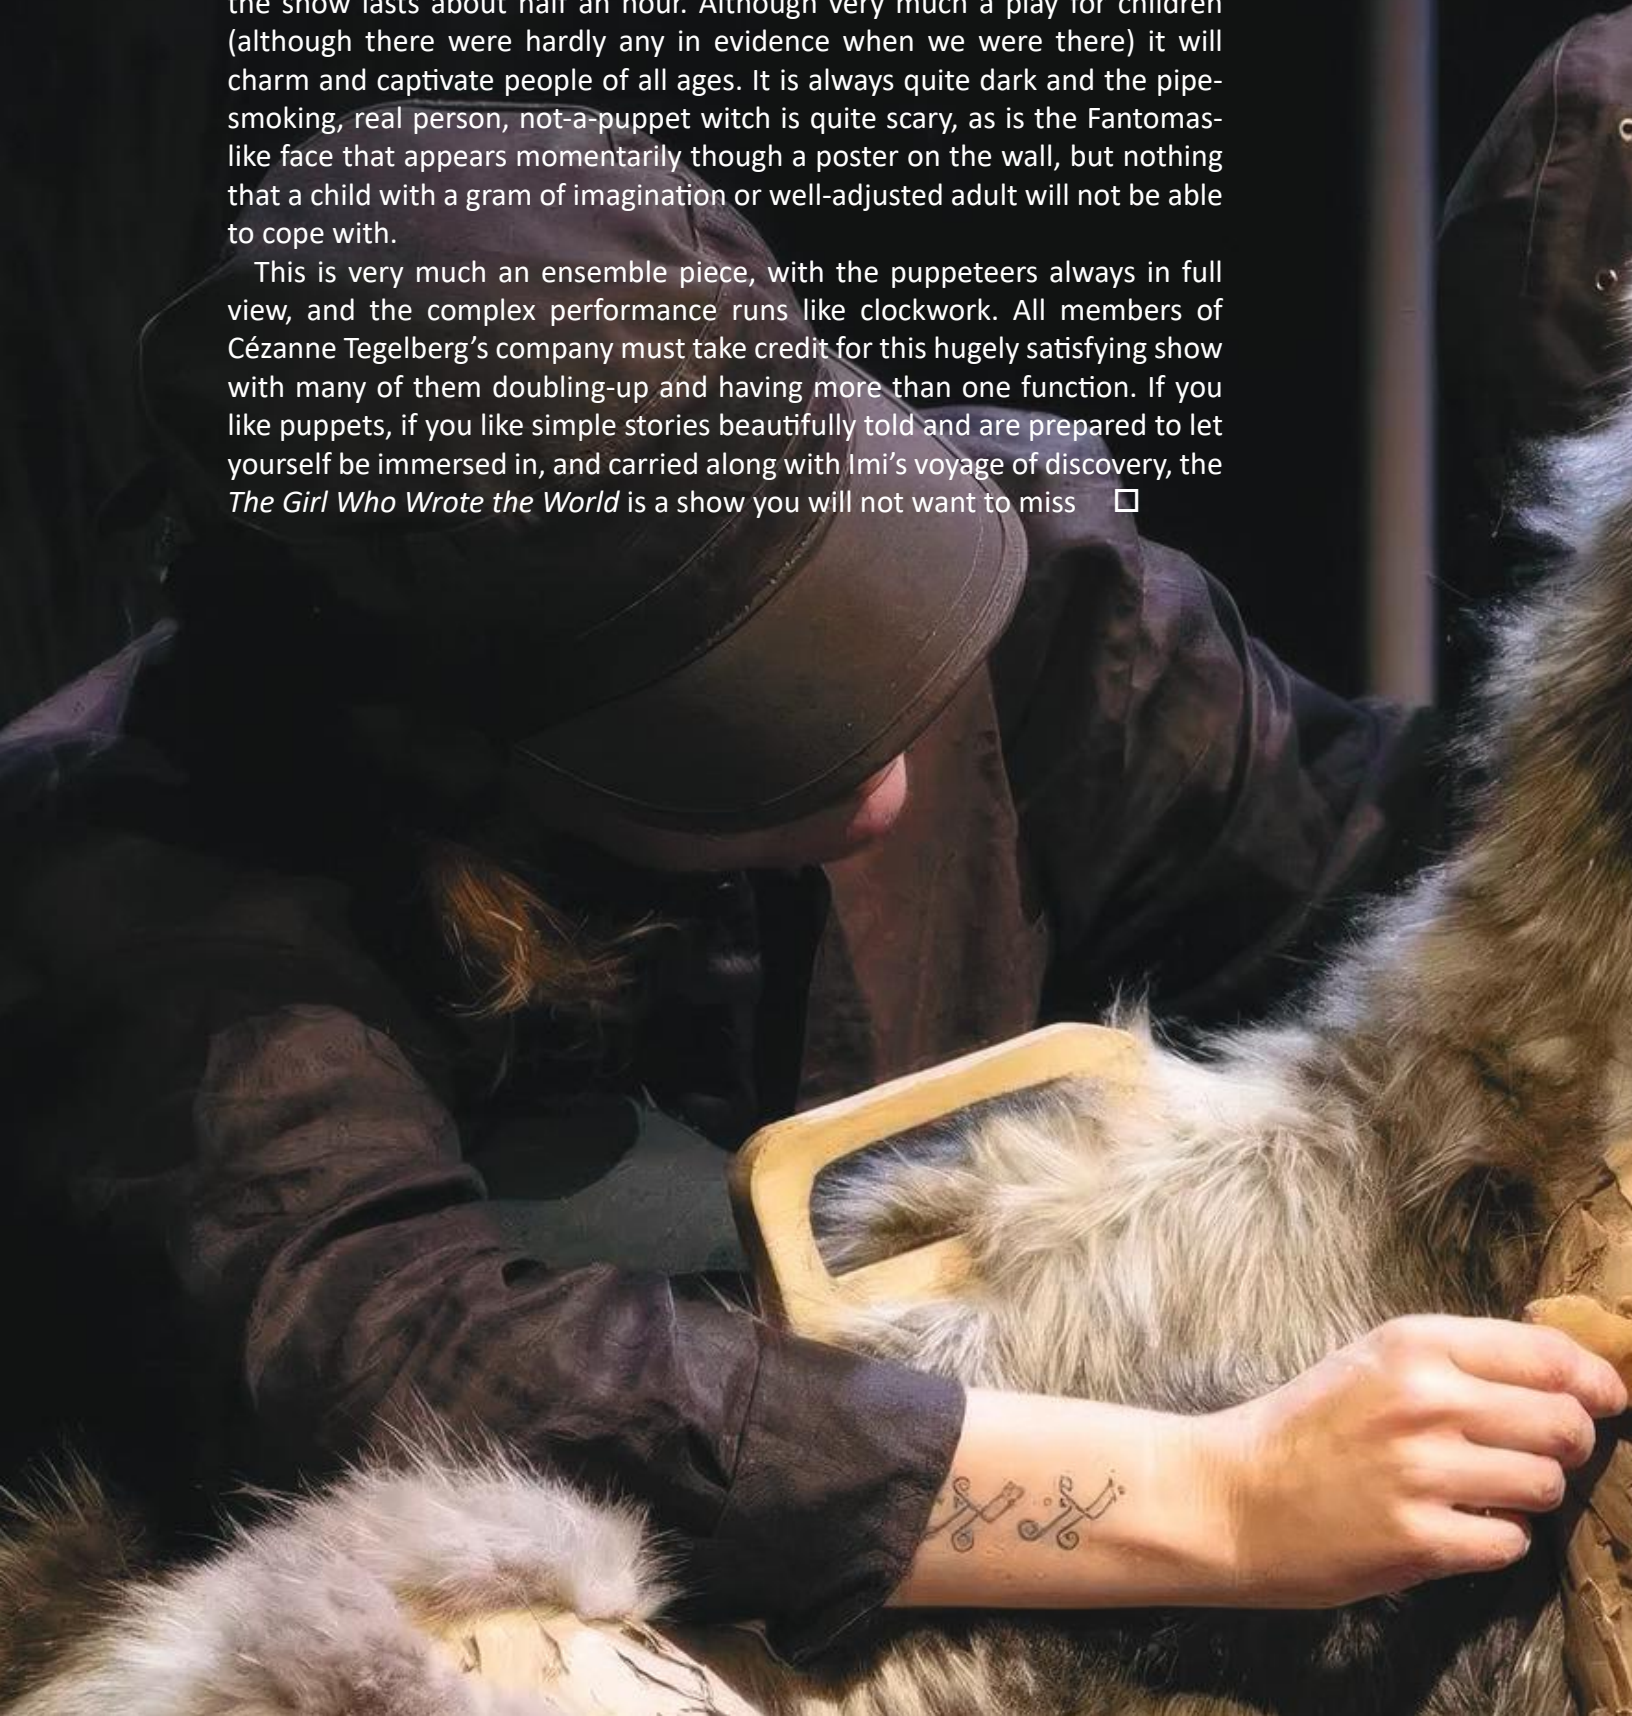 the show lasts about half an hour. Although very much a play for children
(although there were hardly any in evidence when we were there) it will
charm and captivate people of all ages. It is always quite dark and the pipe-
smoking, real person, not-a-puppet witch is quite scary, as is the Fantomas-
like face that appears momentarily though a poster on the wall, but nothing
that a child with a gram of imagination or well-adjusted adult will not be able
to cope with.
This is very much an ensemble piece, with the puppeteers always in full
view, and the complex performance runs like clockwork. All members of
Cézanne Tegelberg’s company must take credit for this hugely satisfying show
with many of them doubling-up and having more than one function. If you
like puppets, if you like simple stories beautifully told and are prepared to let
yourself be immersed in, and carried along with Imi’s voyage of discovery, the
The Girl Who Wrote the World is a show you will not want to miss